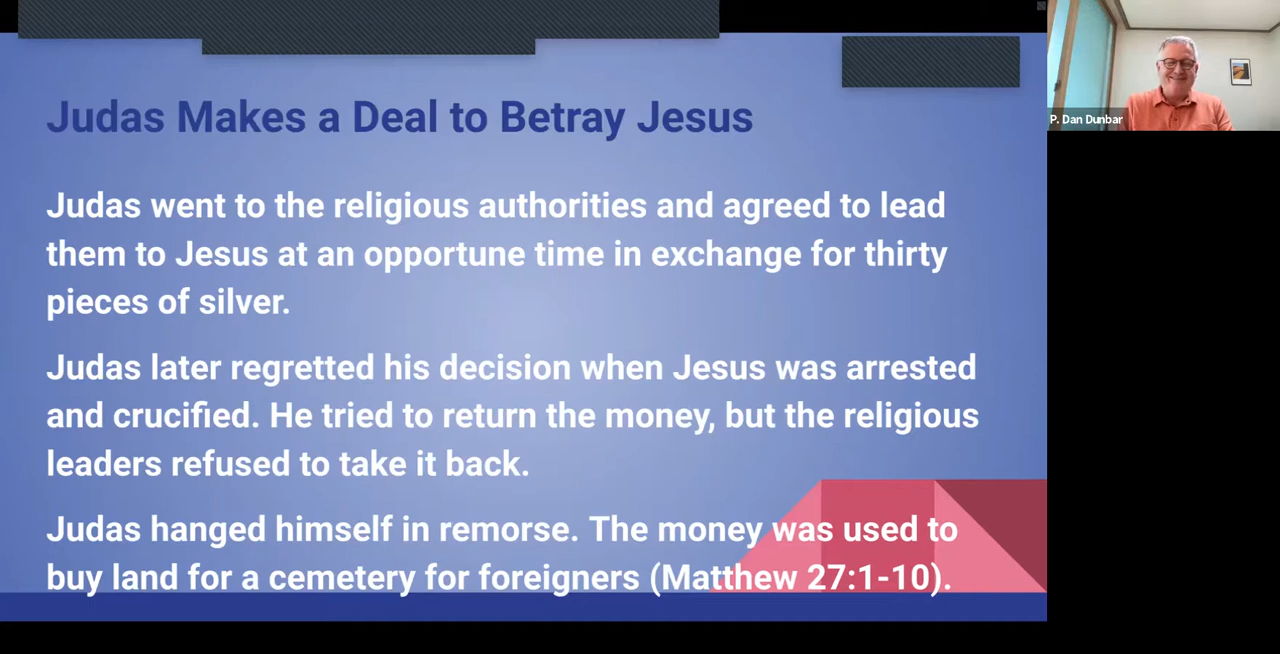 Judas Makes a Deal to Betray Jesus
Judas went to the religious authorities and agreed to lead
them to Jesus at an opportune time in exchange for thirty
pieces of silver.
Judas later regretted his decision when Jesus was arrested
and crucified. He tried to return the money, but the religious
leaders refused to take it back.
Judas hanged himself in remorse. The money was used to
buy land for a cemetery for foreigners (Matthew 27:1-10).
P. Dan Dunbar